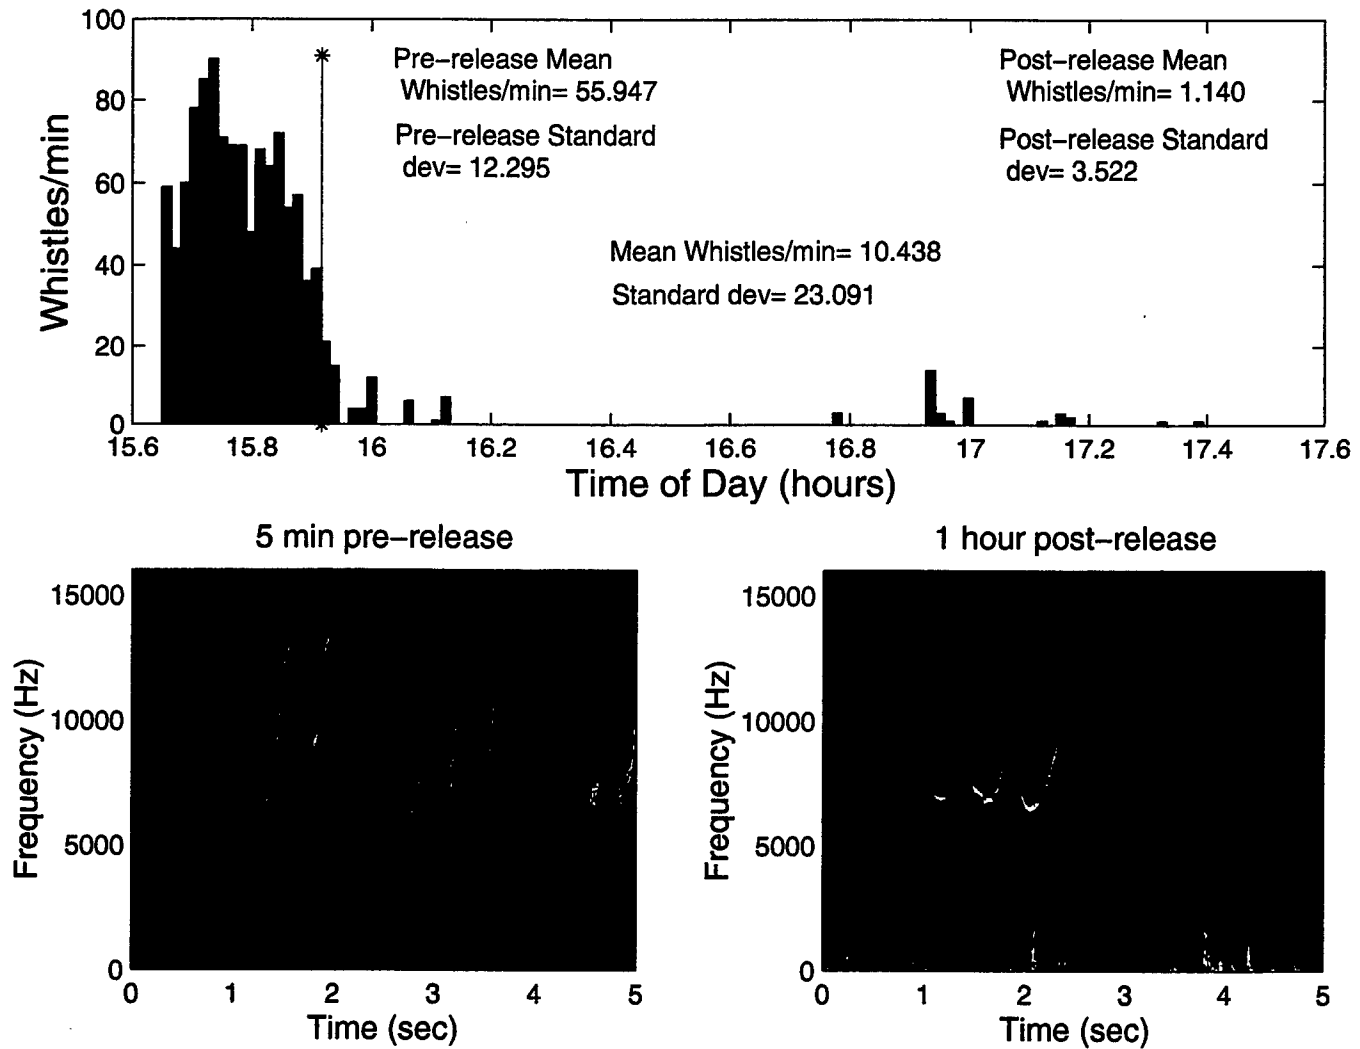 100
80
60
40
20
0
Whistles/min
Pre-release Mean
Whistles/min= 55.947
Pre-release Standard
dev= 12.295
Post-release Mean
Whistles/min= 1.140
Post-release Standard
dev= 3.522
Mean Whistles/min= 10.438
Standard dev= 23.091
15.6 15.8 16 16.2 16.4 16.6 16.8 17 17.2 17.4 17.6
Time of Day (hours)
5 min pre-release
15000
10000
5000
0
Frequency (Hz)
0 1 2 3 4 5
Time (sec)
1 hour post-release
15000
10000
5000
0
Frequency (Hz)
0 1 2 3 4 5
Time (sec)